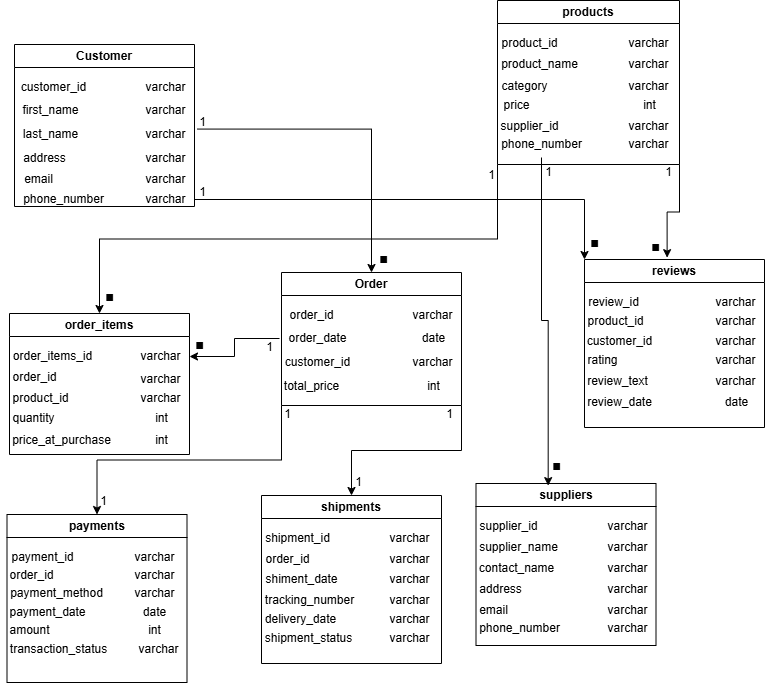 products
product_id varchar
product_name varchar
category varchar
price int
supplier_id varchar
phone_number varchar
Customer
customer_id varchar
first_name varchar
last_name varchar
address varchar
email varchar
phone_number varchar
1
1
1
1
1
reviews
review_id varchar
product_id varchar
customer_id varchar
rating varchar
review_text varchar
review_date date
Order
order_id varchar
order_date date
customer_id varchar
total_price int
order_items
order_items_id varchar
order_id varchar
product_id varchar
quantity int
price_at_purchase int
1
1
1
1
1
payments
payment_id varchar
order_id varchar
payment_method varchar
payment_date date
amount int
transaction_status varchar
shipments
shipment_id varchar
order_id varchar
shiment_date varchar
tracking_number varchar
delivery_date varchar
shipment_status varchar
suppliers
supplier_id varchar
supplier_name varchar
contact_name varchar
address varchar
email varchar
phone_number varchar